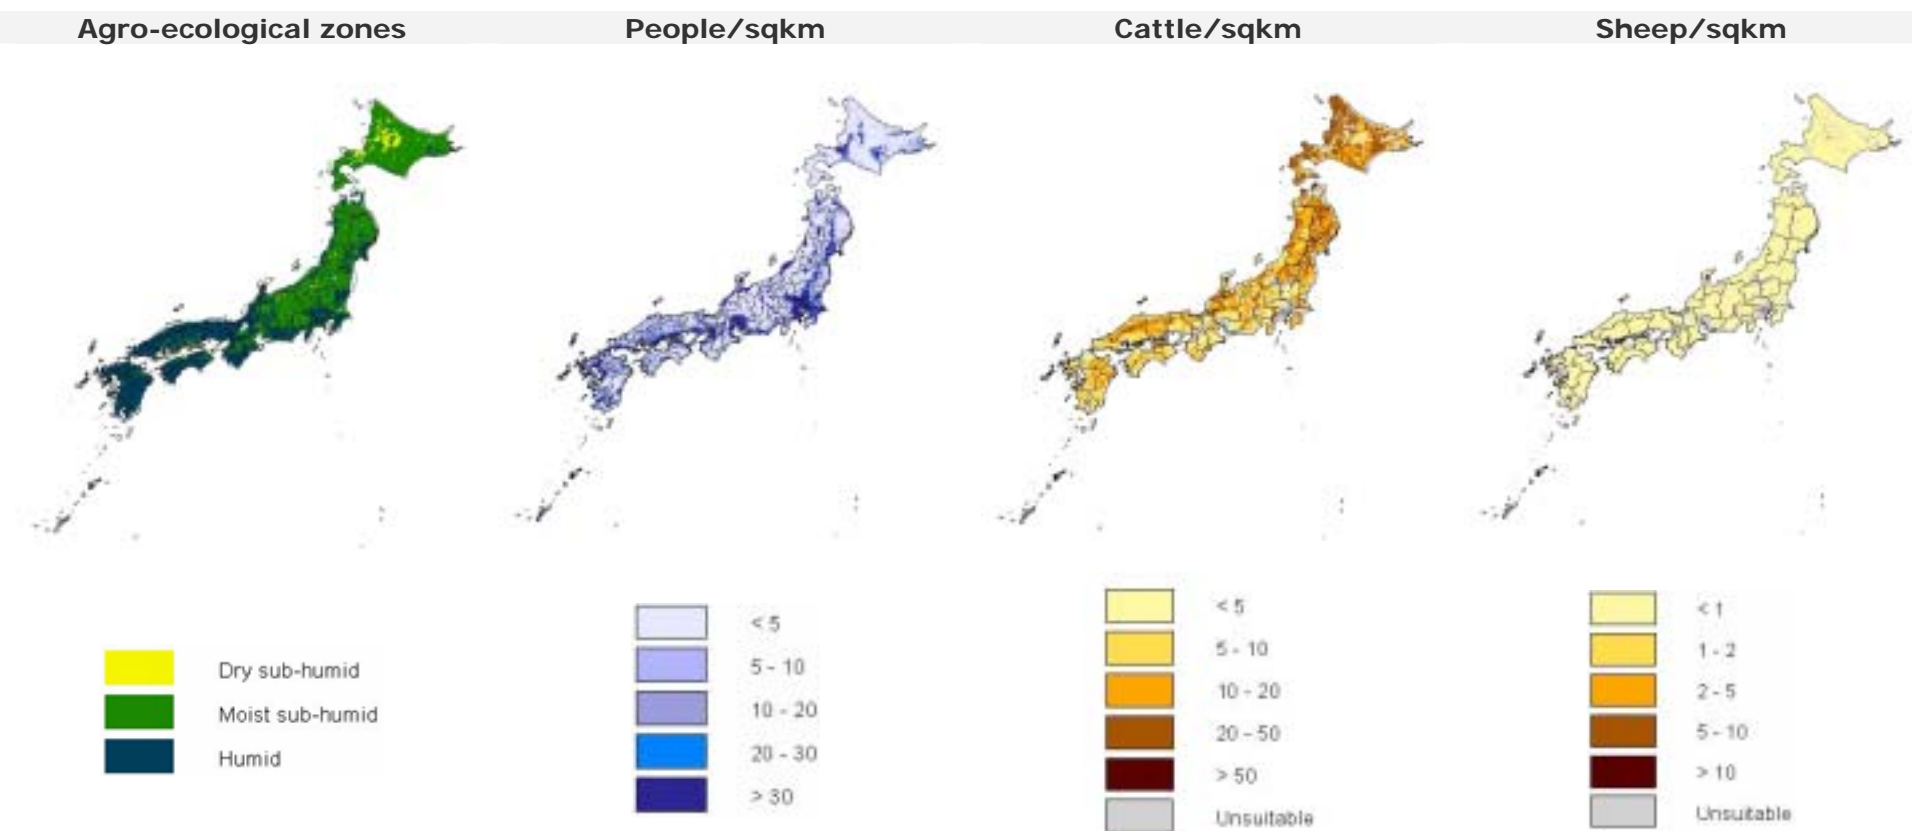 Agro-ecological zones
People/sqkm
Cattle/sqkm
Sheep/sqkm
Dry sub-humid
Moist sub-humid
Humid
< 5
5 - 10
10 - 20
20 - 30
> 30
< 5
5 - 10
10 - 20
20 - 50
> 50
Unsuitable
< 1
1 - 2
2 - 5
5 - 10
> 10
Unsuitable